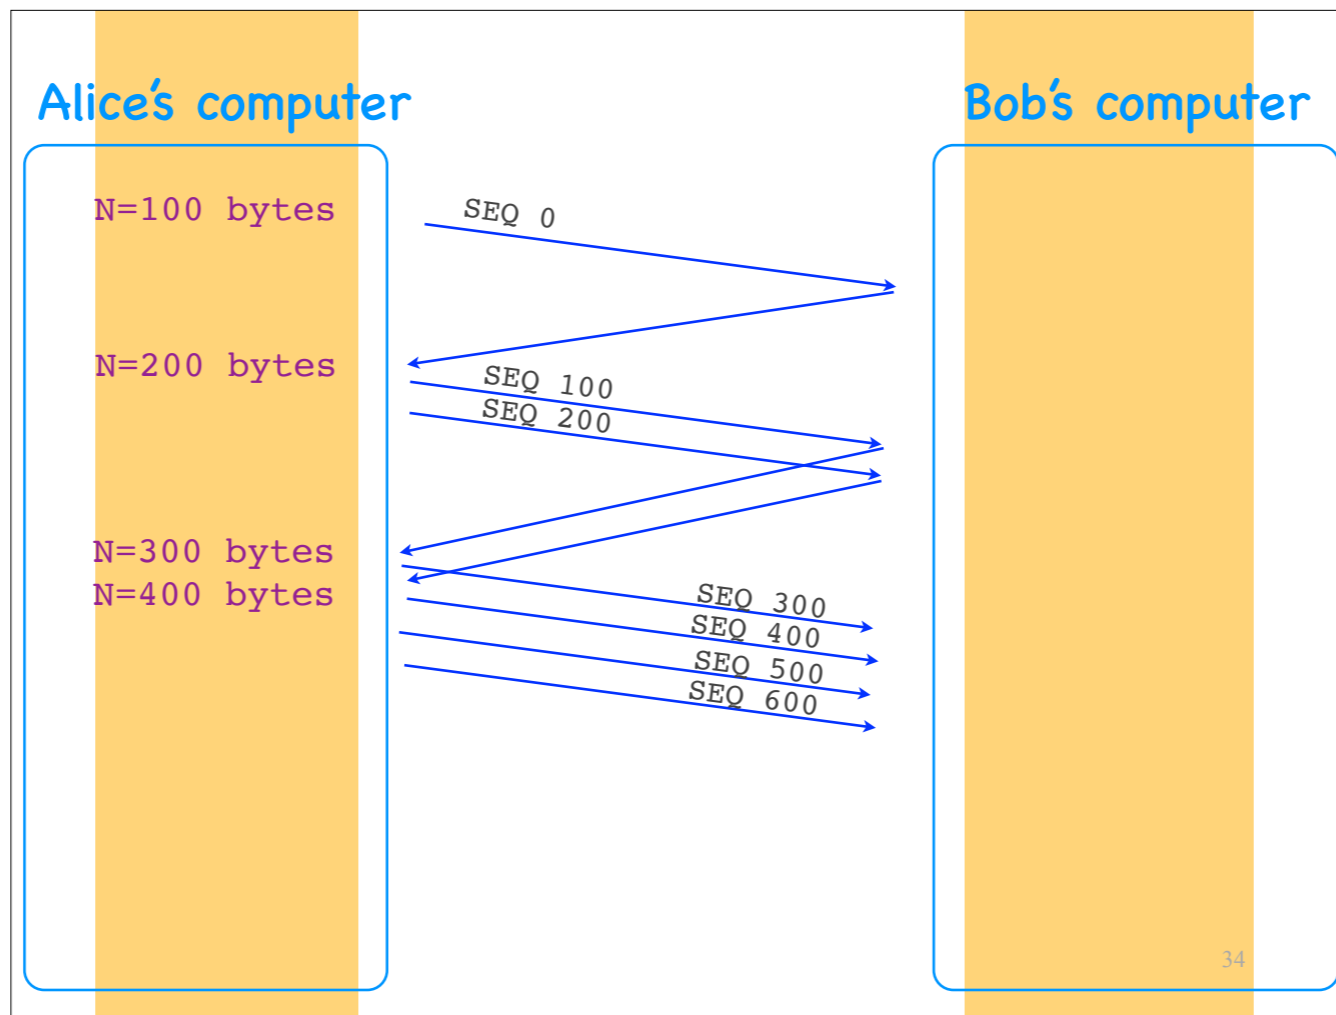 Alice's computer
Bob's computer
N=100 bytes
SEQ 0
N=200 bytes
SEQ 100
SEQ 200
N=300 bytes
N=400 bytes
SEQ 300
SEQ 400
SEQ 500
SEQ 600
34